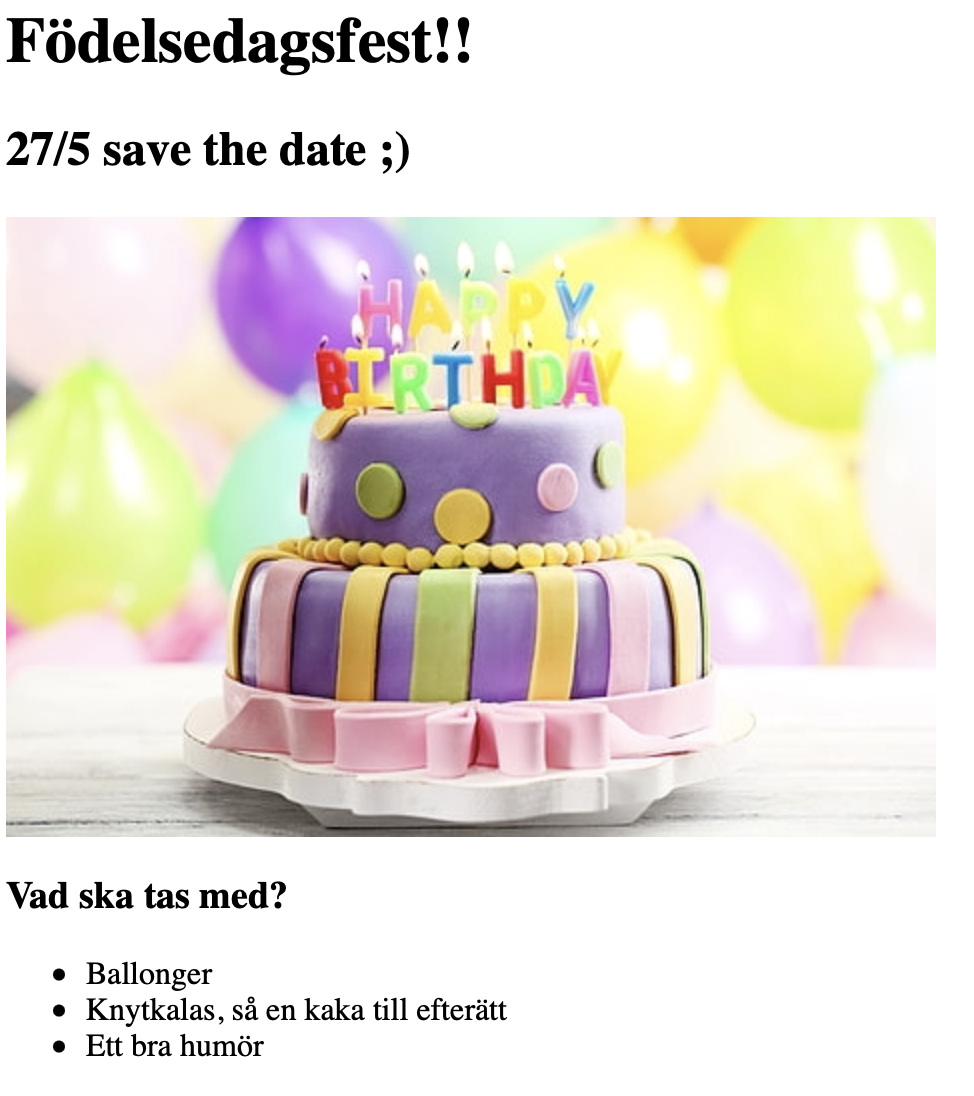 Födelsedagsfest!!
27/5 save the date ;)
HAPPY
BIRTHDAY
Vad ska tas med?
Ballonger
Knytkalas, så en kaka till efterätt
Ett bra humör